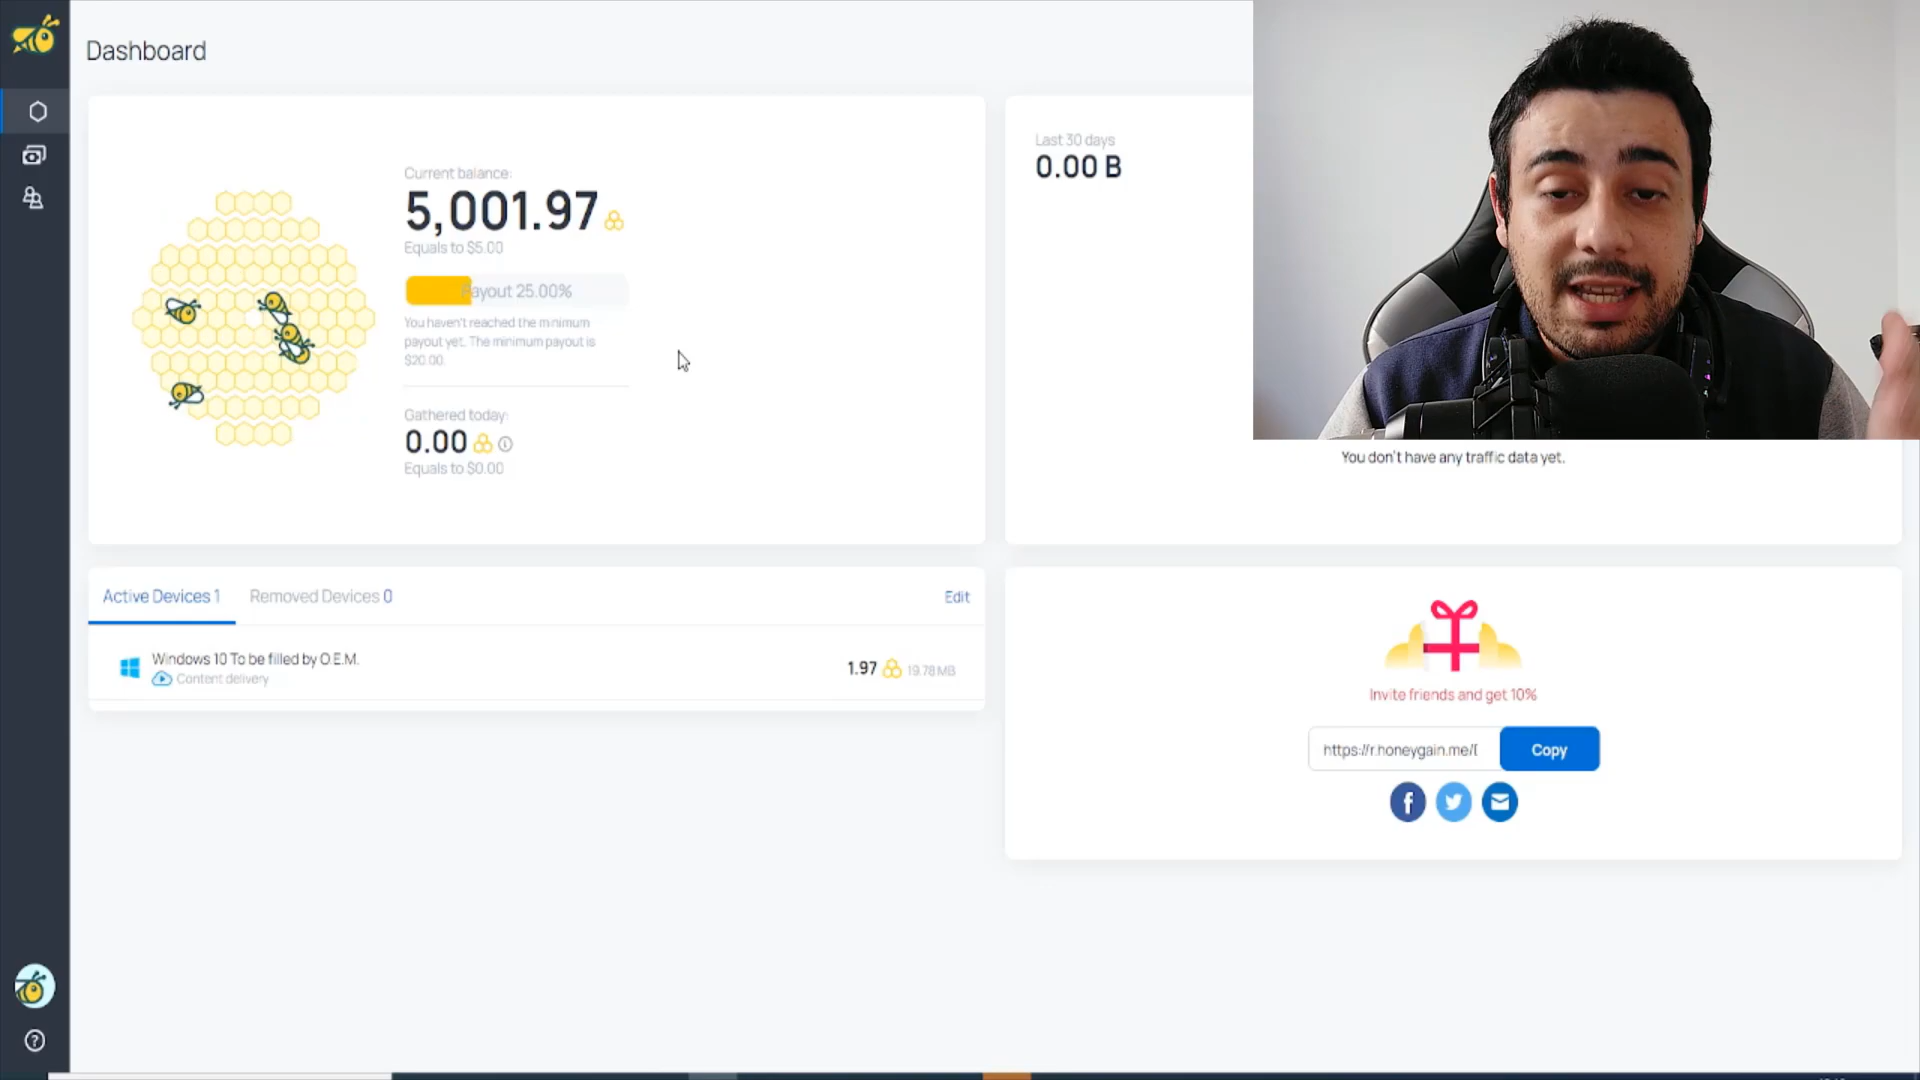 Dashboard
Current balance:
5,001.97
Equals to $5.00
Payout 25.00%
You haven't reached the minimum
payout yet. The minimum payout is
$20.00.
Gathered today:
0.00
Equals to $0.00
Last 30 days
0.00 B
You don't have any traffic data yet.
Active Devices 1 Removed Devices 0 Edit
Windows 10 To be filled by O.E.M.
Content delivery
1.97 19.78 MB
Invite friends and get 10%
https://r.honeygain.me/
Copy